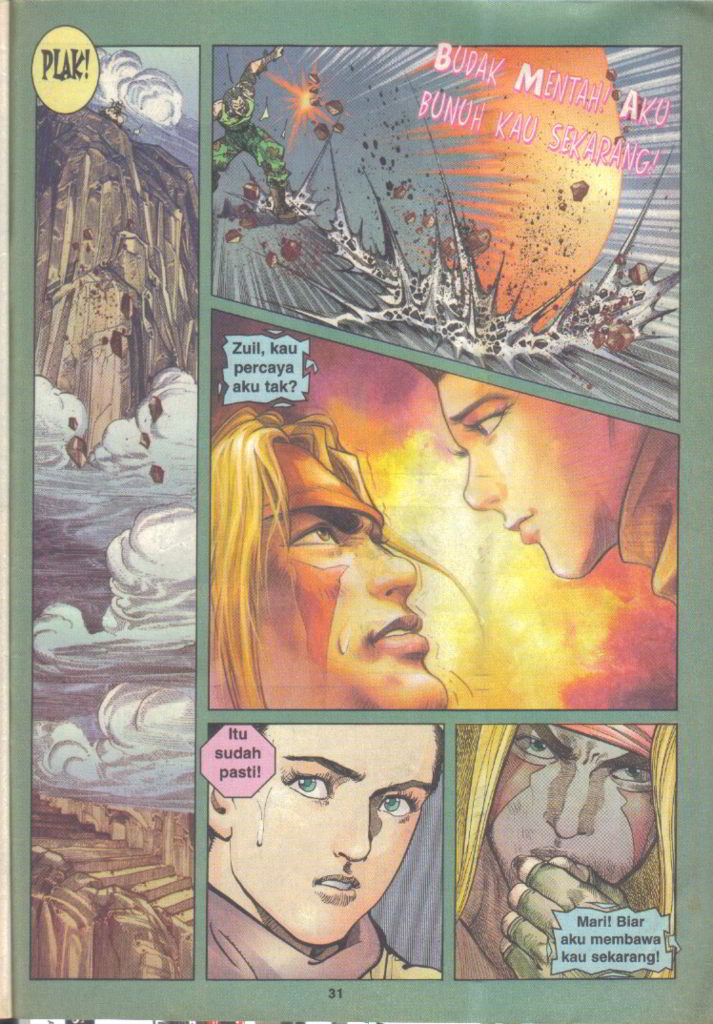 PLAK!
BUDAK MENTAH! AKU
BUNUH KAU SEKARANG!
Zuil, kau
percaya
aku tak?
Itu
sudah
pasti!
Mari! Biar
aku membawa
kau sekarang!
31